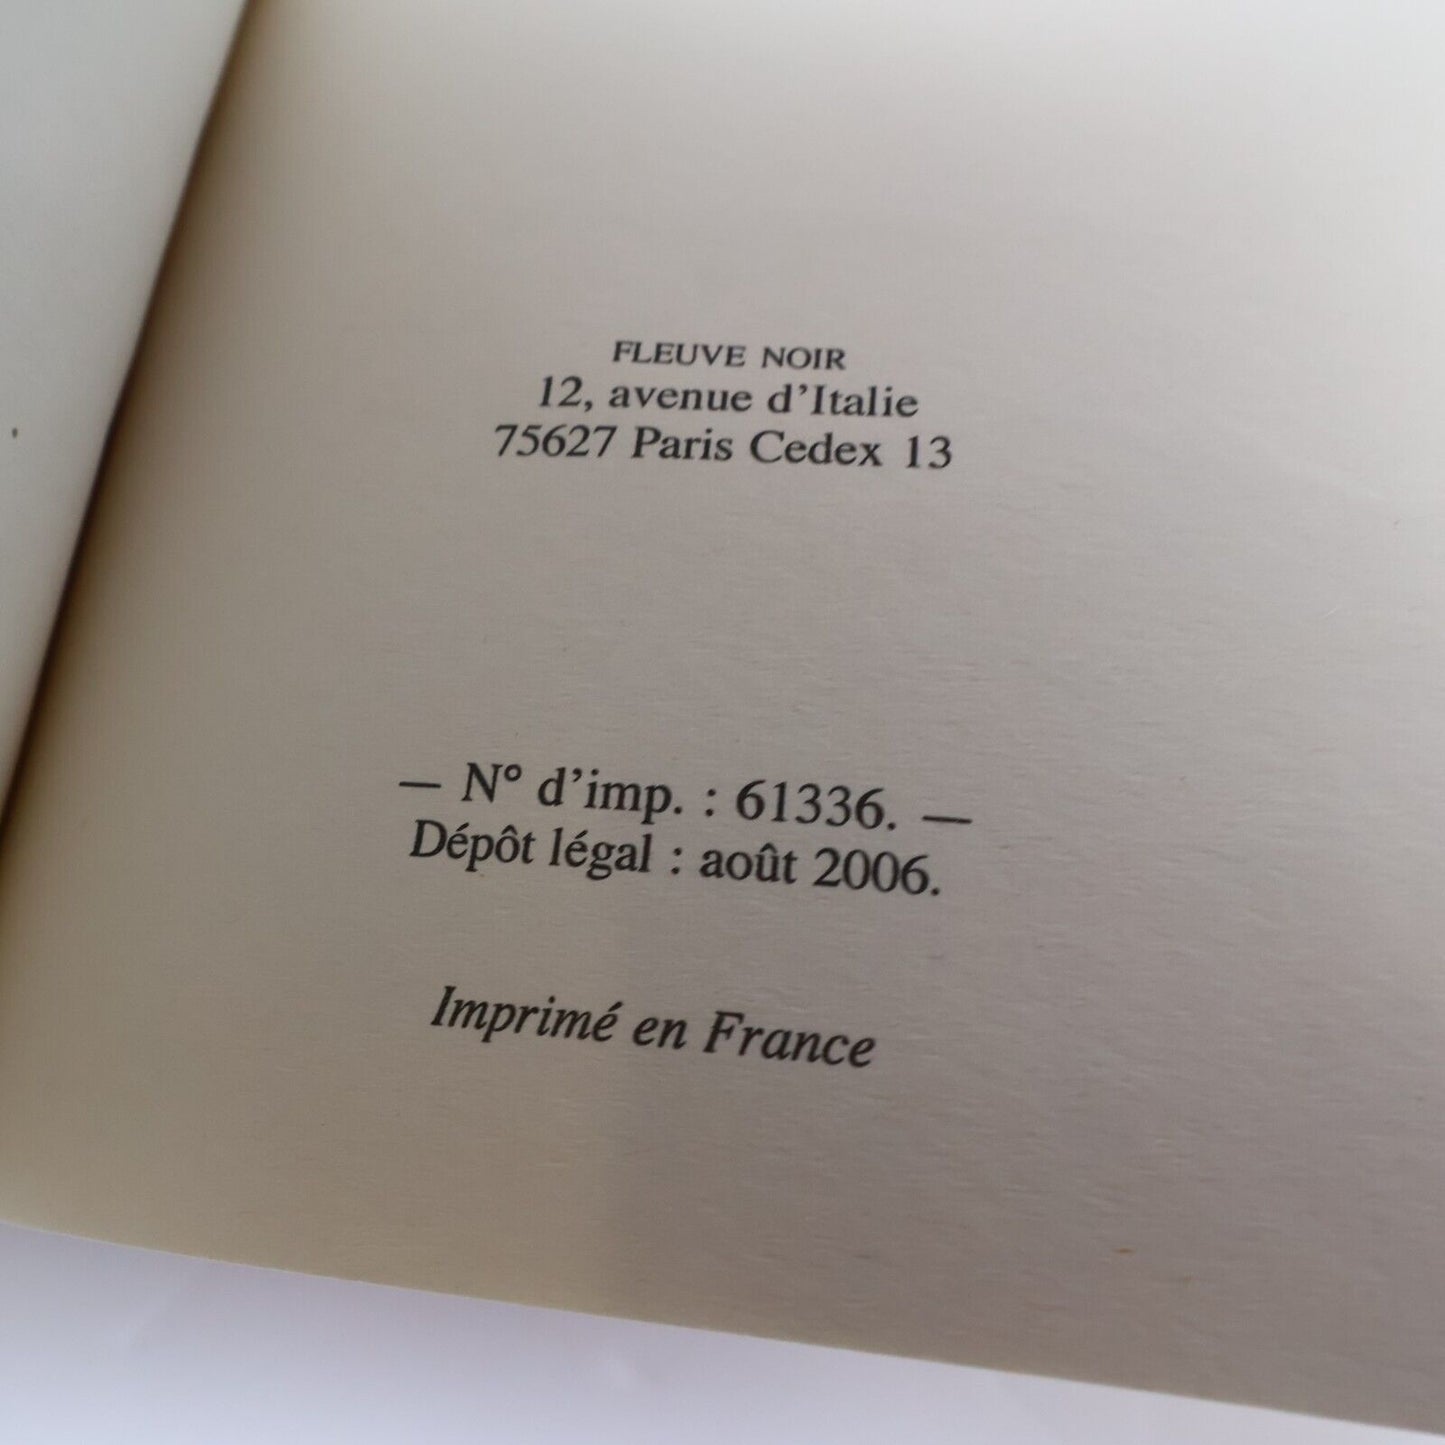 FLEUVE NOIR
12, avenue d'Italie
75627 Paris Cedex 13
— N° d'imp. : 61336. —
Dépôt légal : août 2006.
Imprimé en France